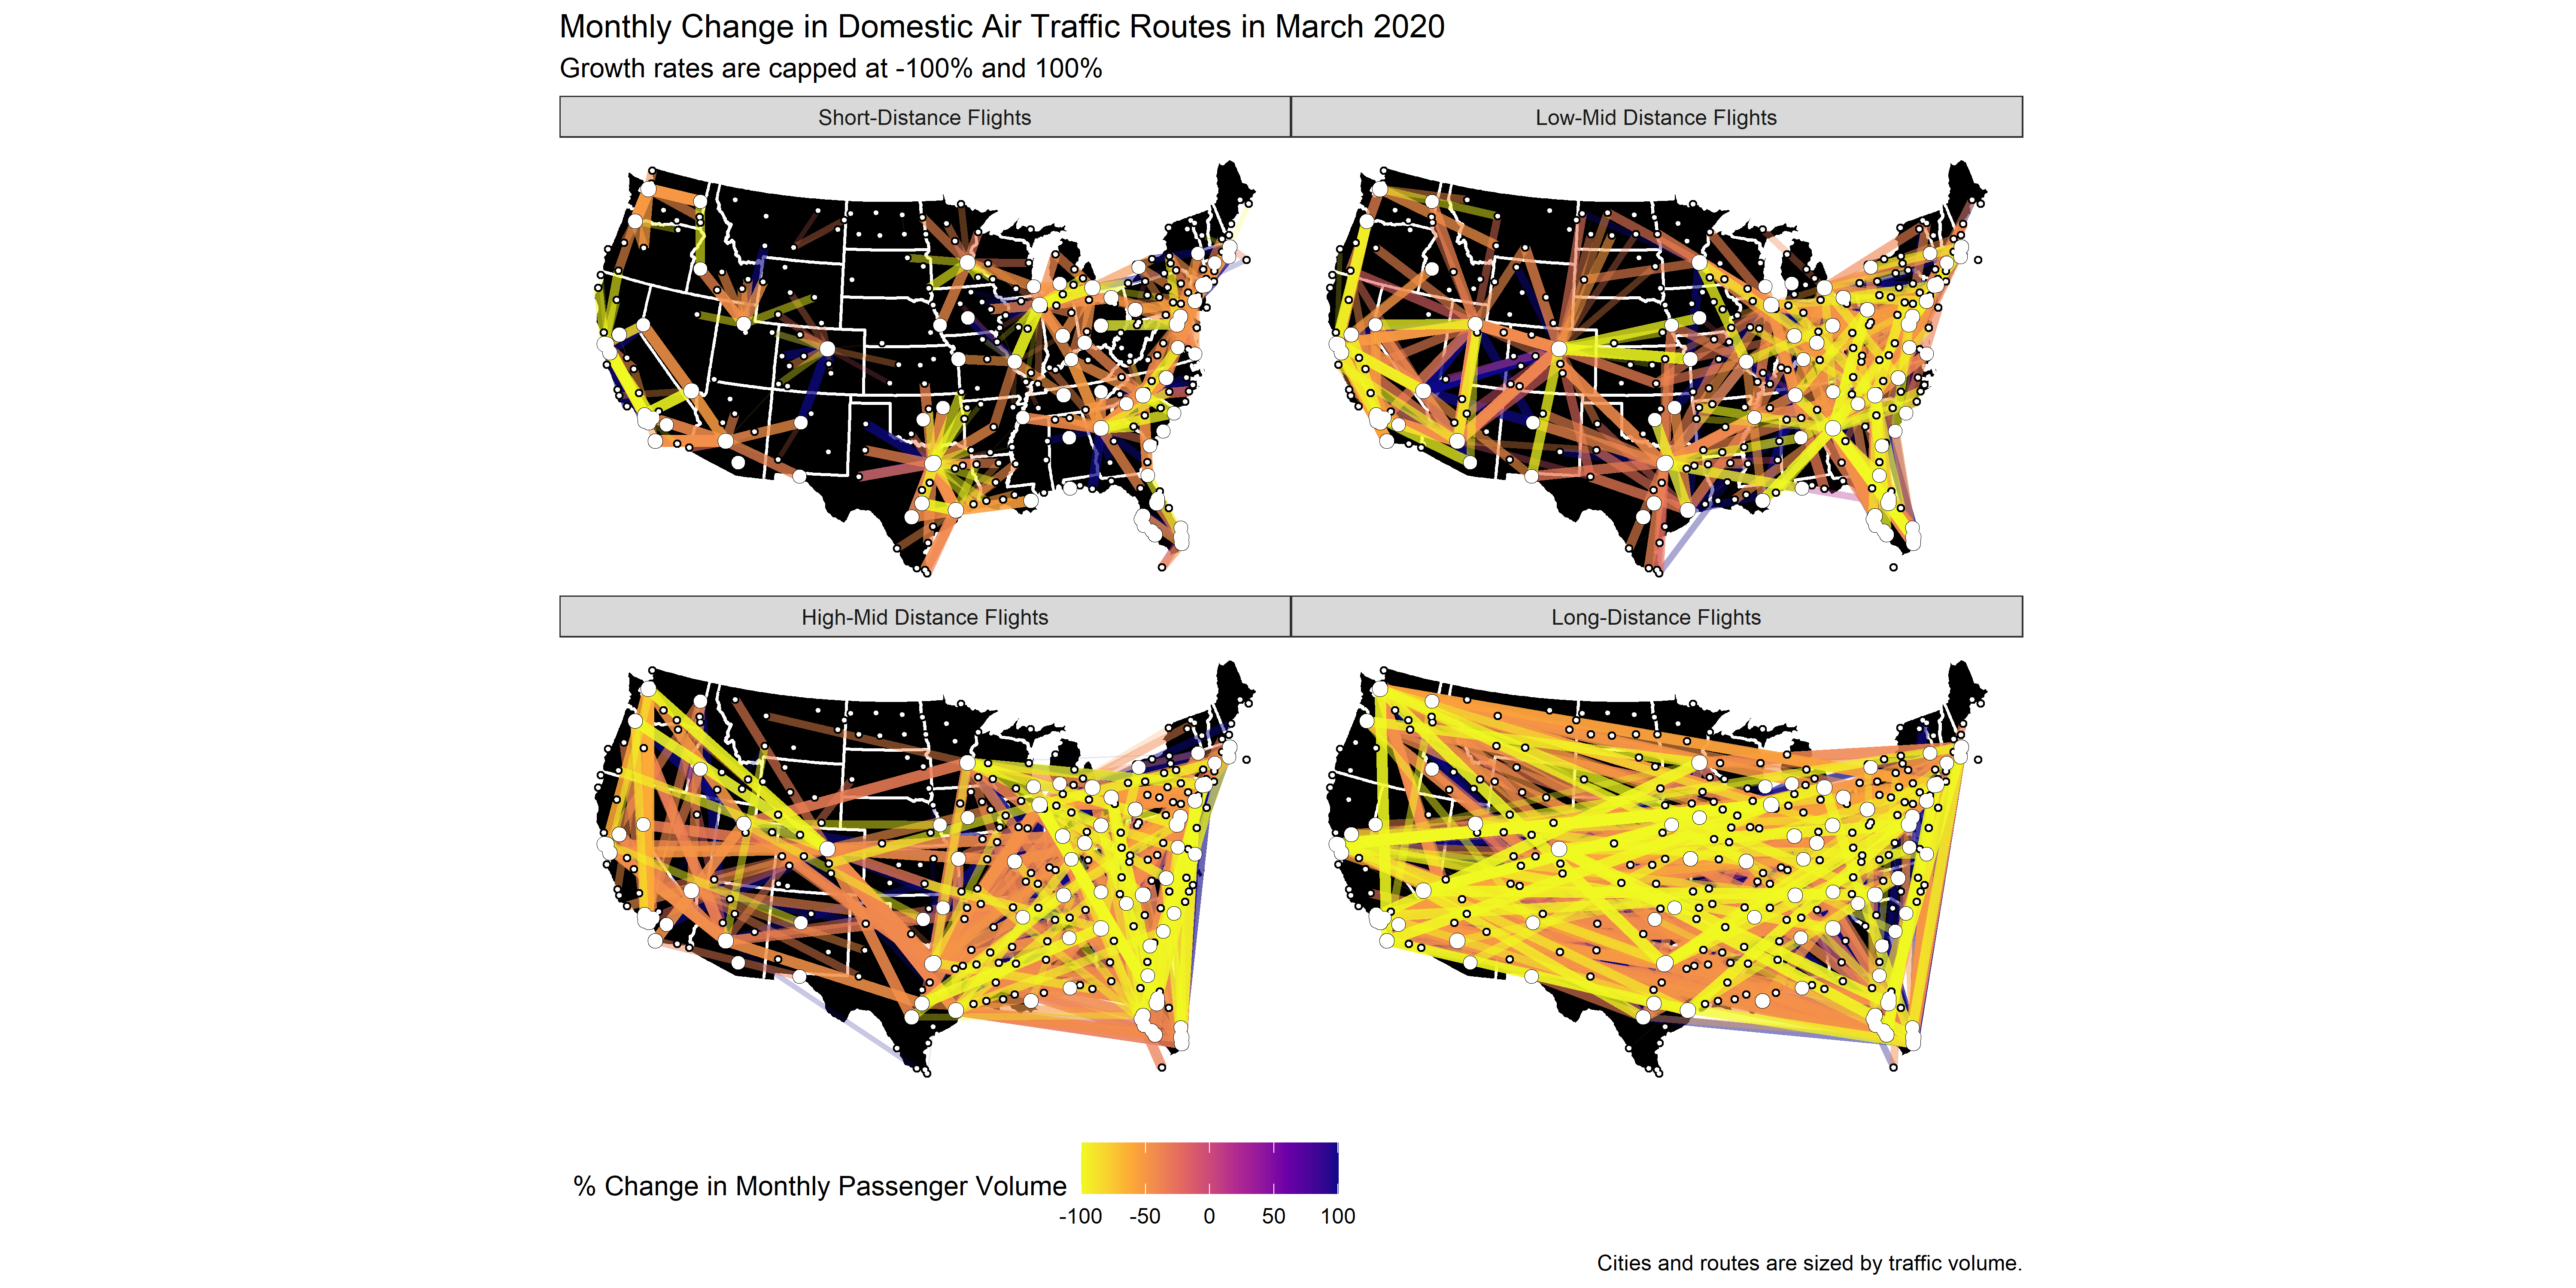 Monthly Change in Domestic Air Traffic Routes in March 2020
Growth rates are capped at -100% and 100%
Short-Distance Flights
Low-Mid Distance Flights
High-Mid Distance Flights
Long-Distance Flights
% Change in Monthly Passenger Volume
-100 -50 0 50 100
Cities and routes are sized by traffic volume.